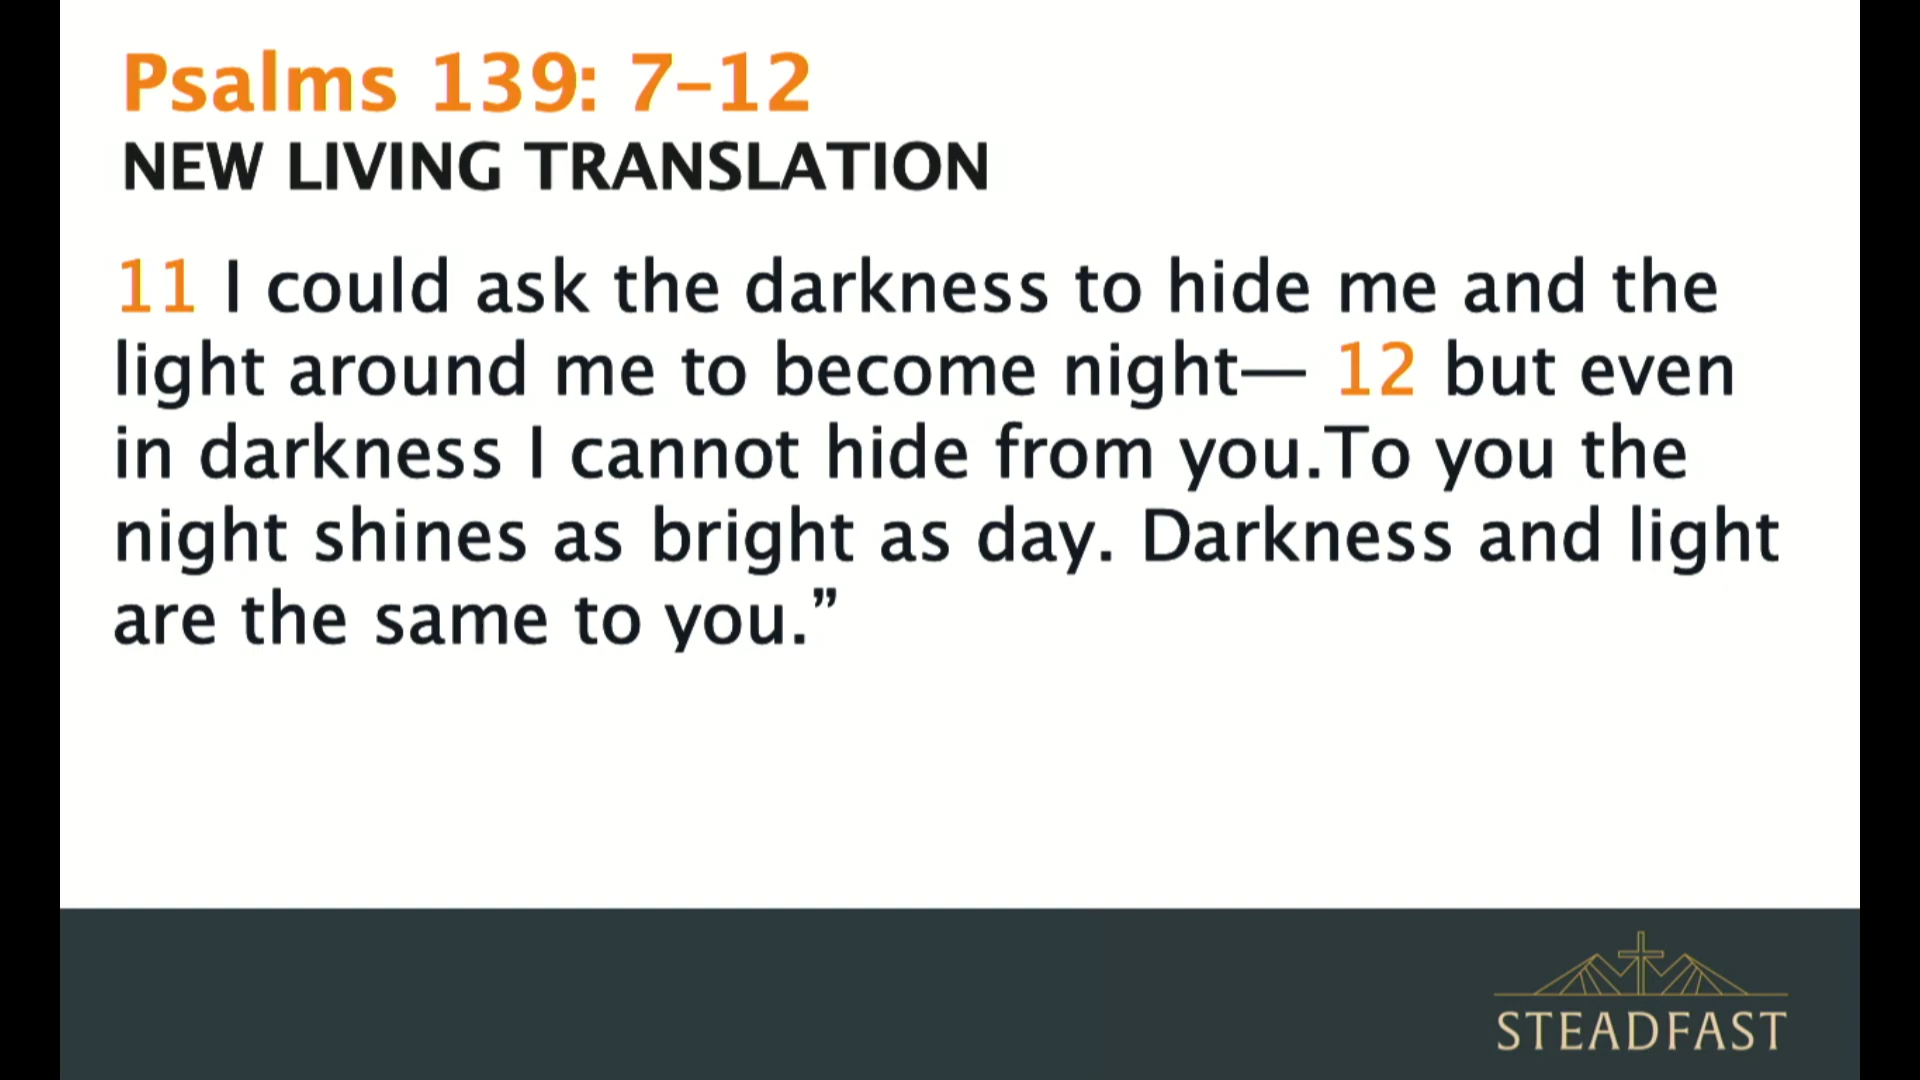 Psalms 139: 7–12
NEW LIVING TRANSLATION
11 I could ask the darkness to hide me and the
light around me to become night— 12 but even
in darkness I cannot hide from you.To you the
night shines as bright as day. Darkness and light
are the same to you.”
STEADFAST